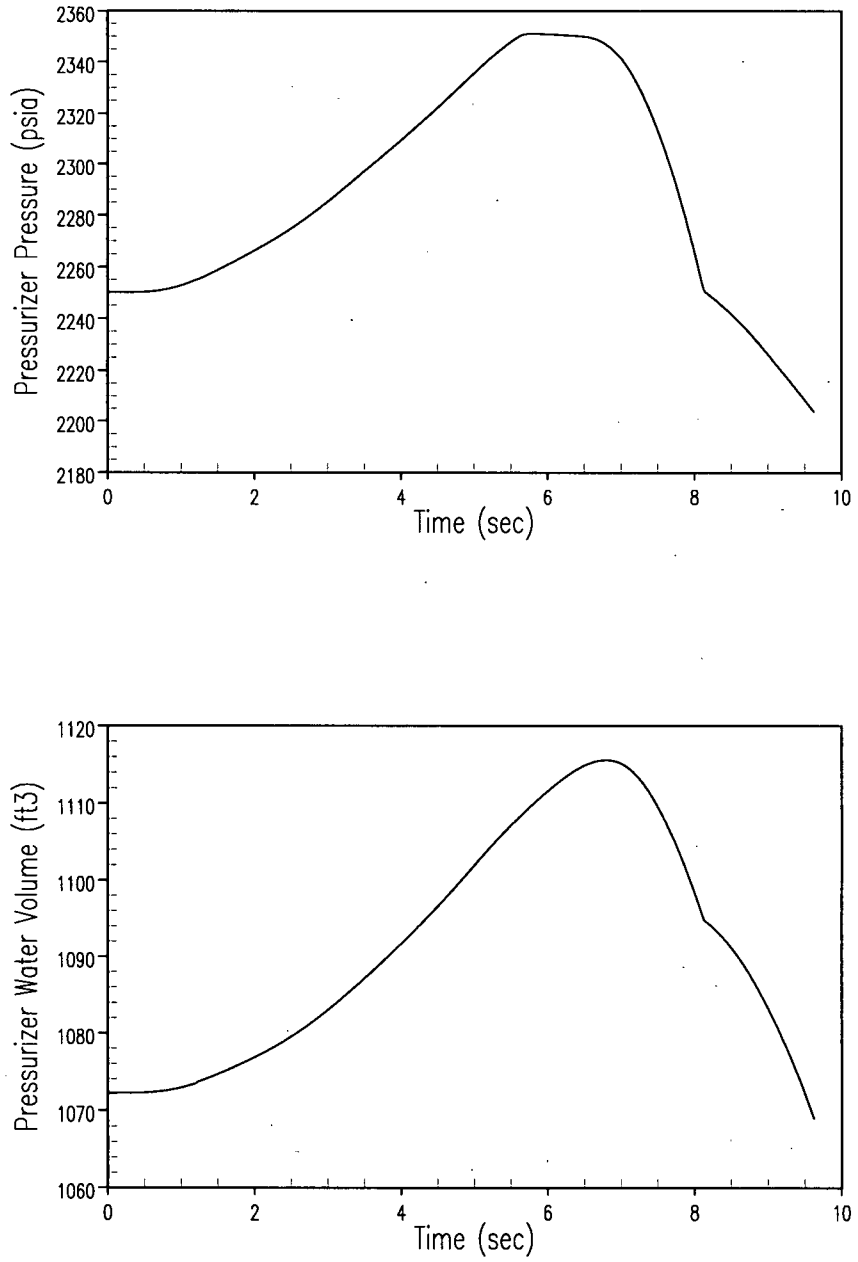 Pressurizer Pressure (psia)
2360
2340
2320
2300
2280
2260
2240
2220
2200
2180
0 2 4 6 8 10
Time (sec)
Pressurizer Water Volume (ft3)
1120
1110
1100
1090
1080
1070
1060
0 2 4 6 8 10
Time (sec)